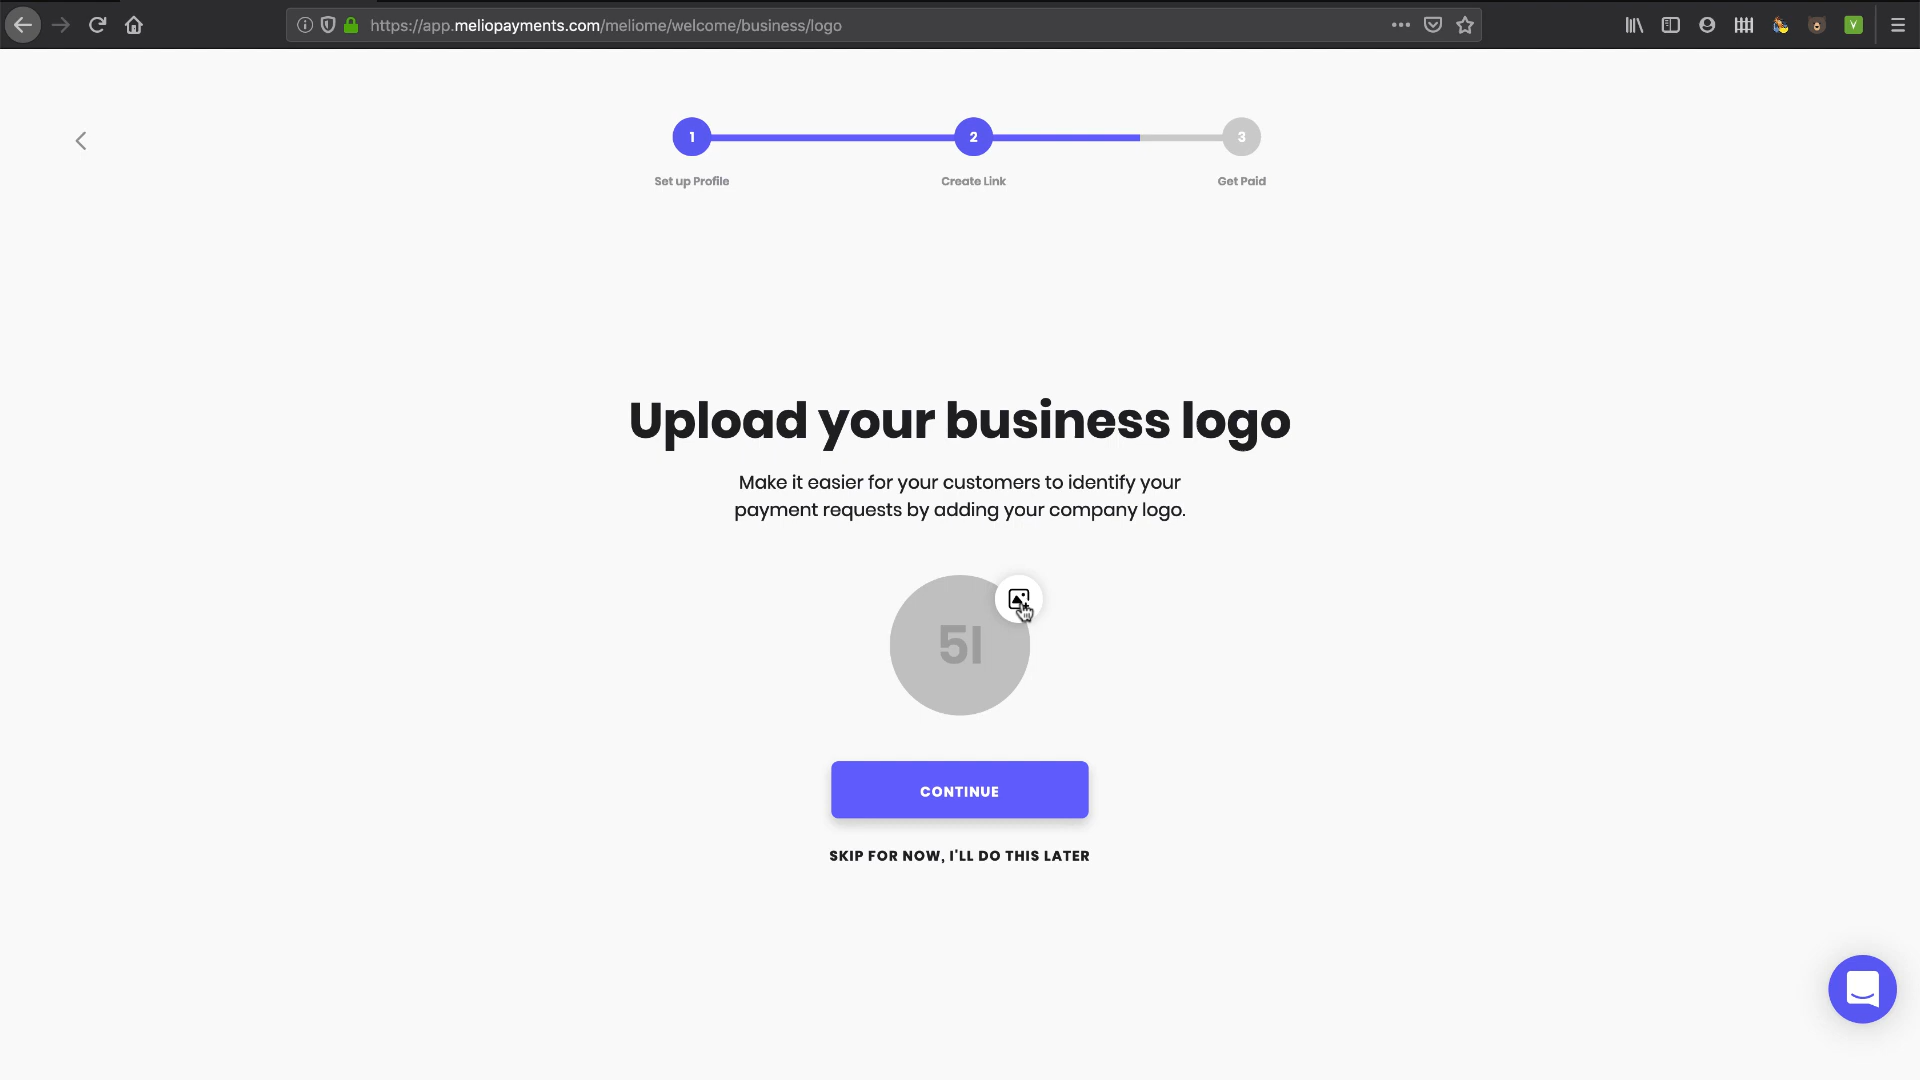 https://app.meliopayments.com/meliome/welcome/business/logo
1
2
3
Set up Profile
Create Link
Get Paid
Upload your business logo
Make it easier for your customers to identify your
payment requests by adding your company logo.
5I
CONTINUE
SKIP FOR NOW, I'LL DO THIS LATER